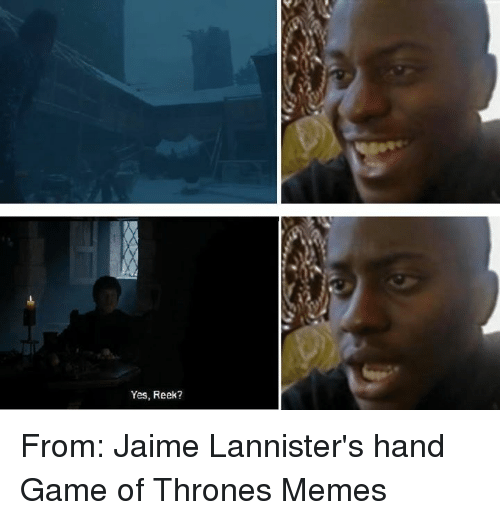 Yes, Reek?
From: Jaime Lannister's hand
Game of Thrones Memes